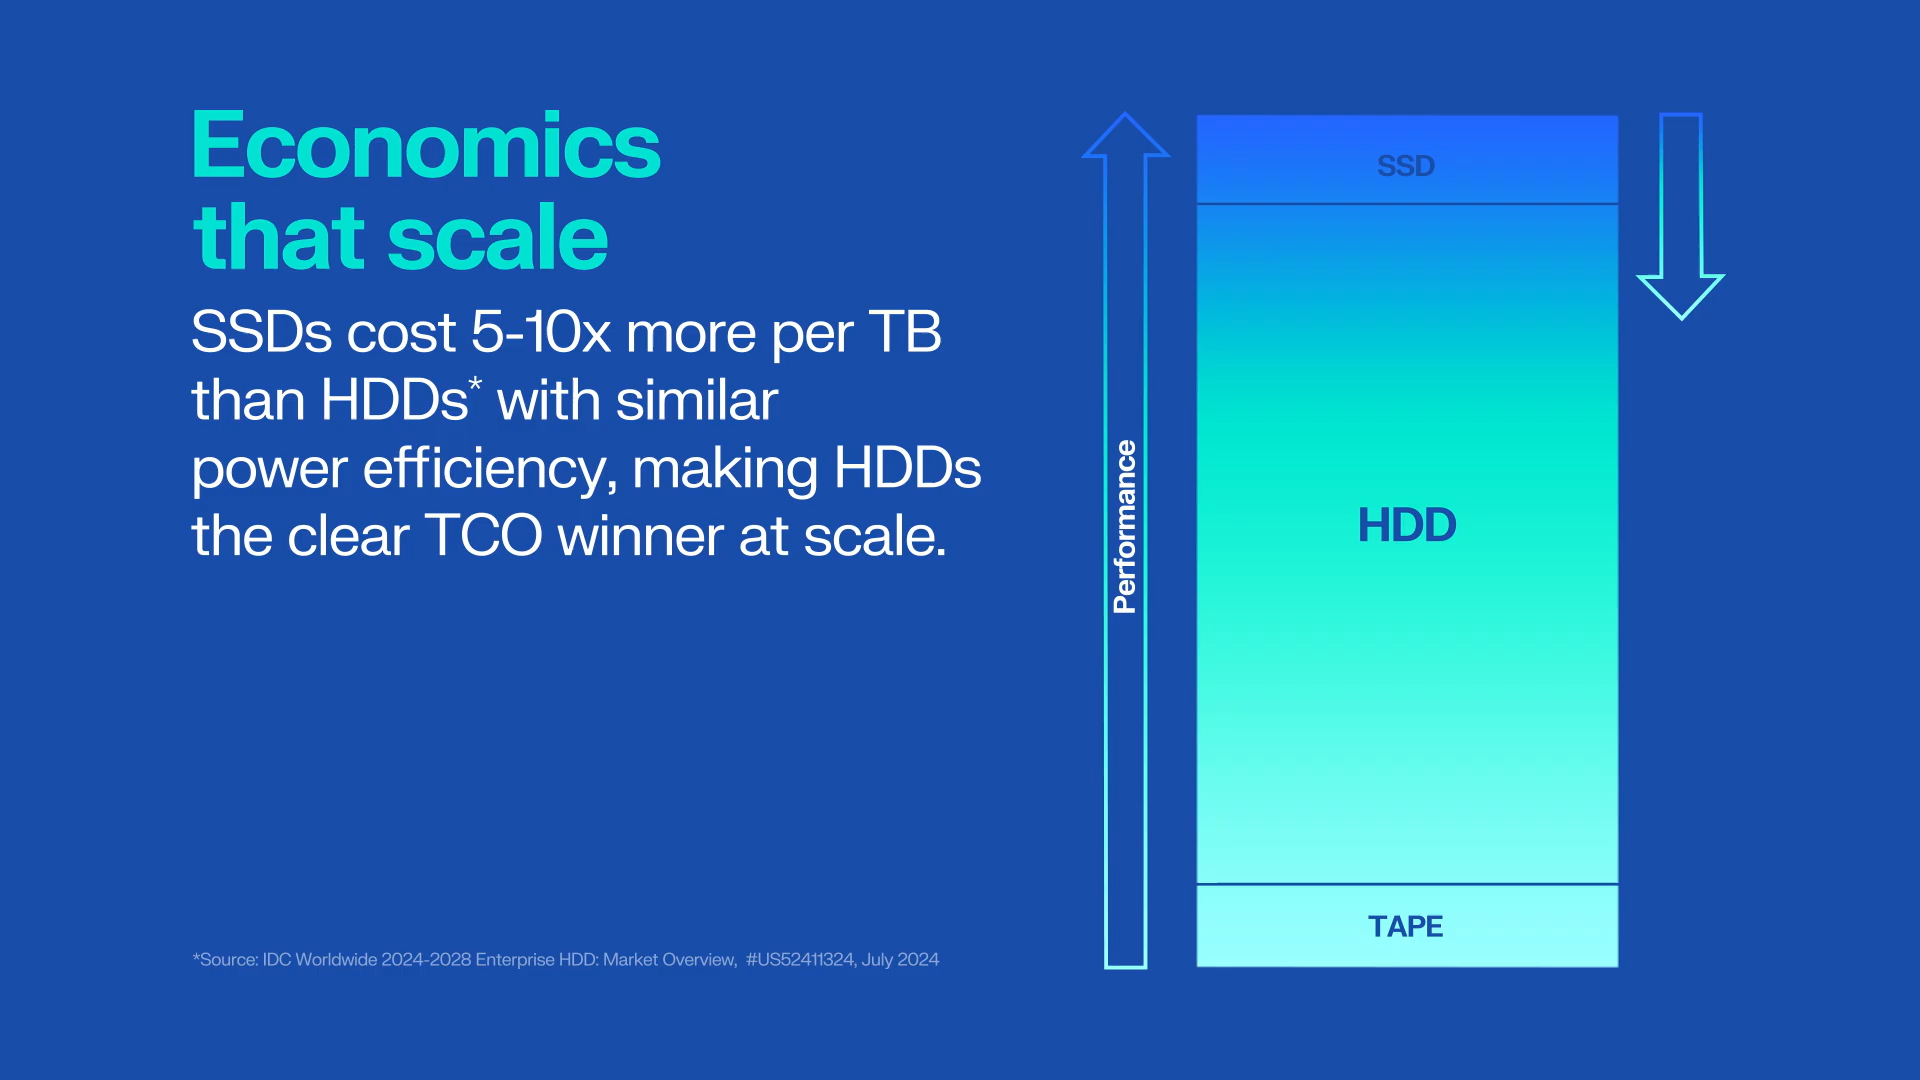 Economics
that scale
SSDs cost 5-10x more per TB
than HDDs* with similar
power efficiency, making HDDs
the clear TCO winner at scale.
*Source: IDC Worldwide 2024-2028 Enterprise HDD: Market Overview, #US52411324, July 2024
Performance
SSD
HDD
TAPE